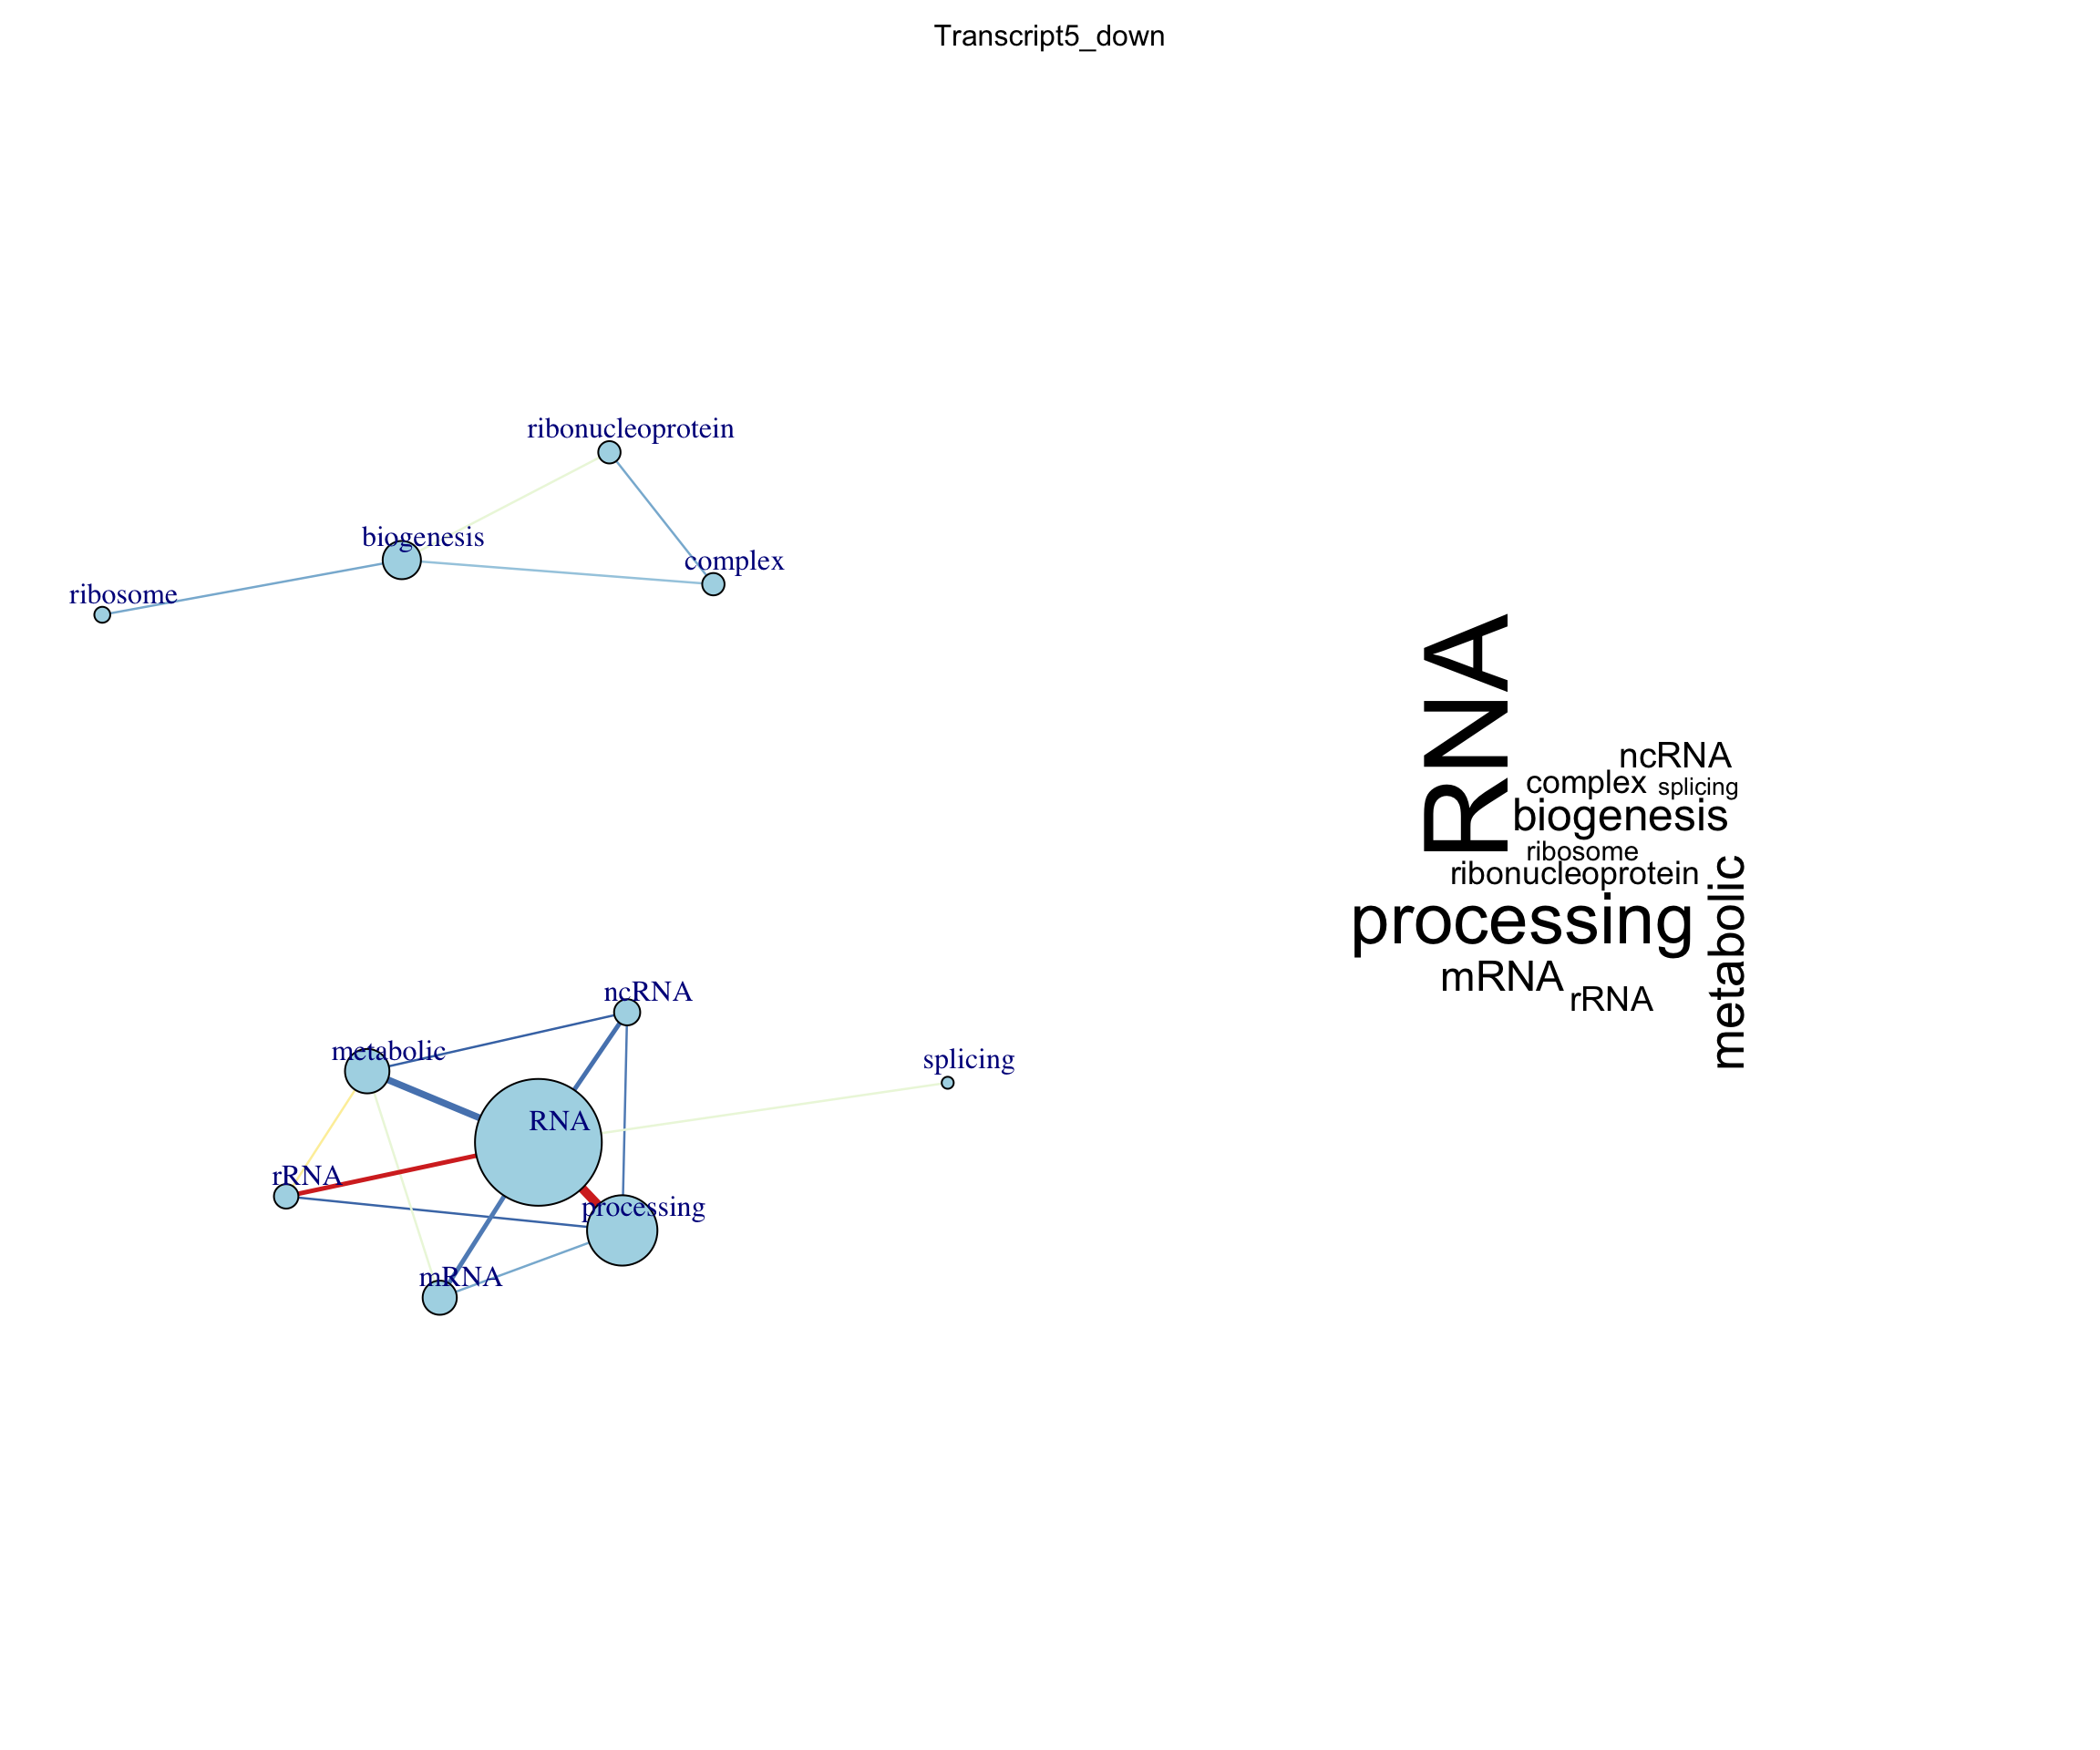 Transcript5_down
ribonucleoprotein
biogenesis
complex
ribosome
ncRNA
metabolic
splicing
RNA
rRNA
processing
mRNA
RNA
ncRNA
complex splicing
biogenesis
ribosome
ribonucleoprotein
processing
metabolic
mRNA
rRNA